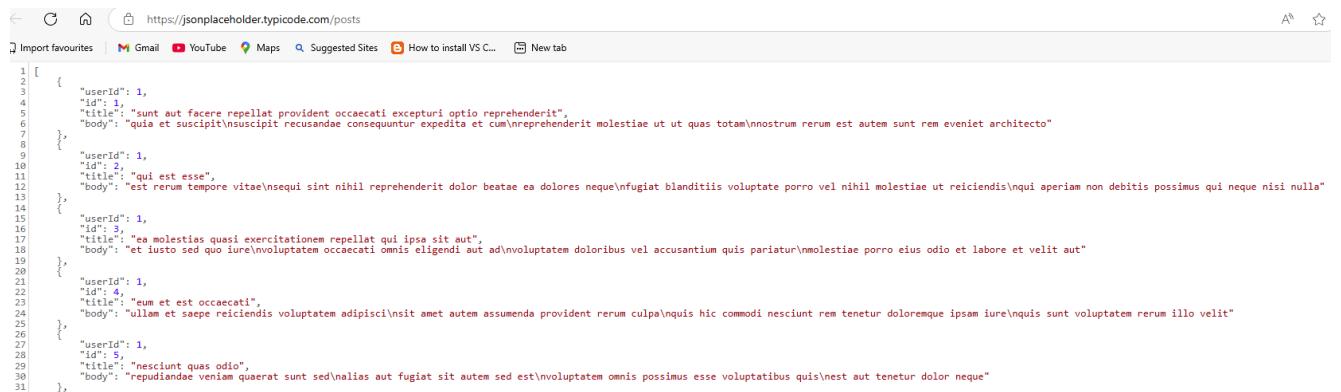 https://jsonplaceholder.typicode.com/posts
Import favourites Gmail YouTube Maps Suggested Sites How to install VS C... New tab
1 [
2 {
3 "userId": 1,
4 "id": 1,
5 "title": "sunt aut facere repellat provident occaecati excepturi optio reprehenderit",
6 "body": "quia et suscipit\nsuscipit recusandae consequuntur expedita et cum\nreprehenderit molestiae ut ut quas totam\nnostrum rerum est autem sunt rem eveniet architecto"
7 },
8 {
9 "userId": 1,
10 "id": 2,
11 "title": "qui est esse",
12 "body": "est rerum tempore vitae\nsequi sint nihil reprehenderit dolor beatae ea dolores neque\nfugiat blanditiis voluptate porro vel nihil molestiae ut reiciendis\nqui aperiam non debitis possimus qui neque nisi nulla"
13 },
14 {
15 "userId": 1,
16 "id": 3,
17 "title": "ea molestias quasi exercitationem repellat qui ipsa sit aut",
18 "body": "et iusto sed quo iure\nvoluptatem occaecati omnis eligendi aut ad\nvoluptatem doloribus vel accusantium quis pariatur\nmolestiae porro eius odio et labore et velit aut"
19 },
20 {
21 "userId": 1,
22 "id": 4,
23 "title": "eum et est occaecati",
24 "body": "ullam et saepe reiciendis voluptatem adipisci\nsit amet autem assumenda provident rerum culpa\nquis hic commodi nesciunt rem tenetur doloremque ipsam iure\nquis sunt voluptatem rerum illo velit"
25 },
26 {
27 "userId": 1,
28 "id": 5,
29 "title": "nesciunt quas odio",
30 "body": "repudiandae veniam quaerat sunt sed\nalias aut fugiat sit autem sed est\nvoluptatem omnis possimus esse voluptatibus quis\nest aut tenetur dolor neque"
31 },